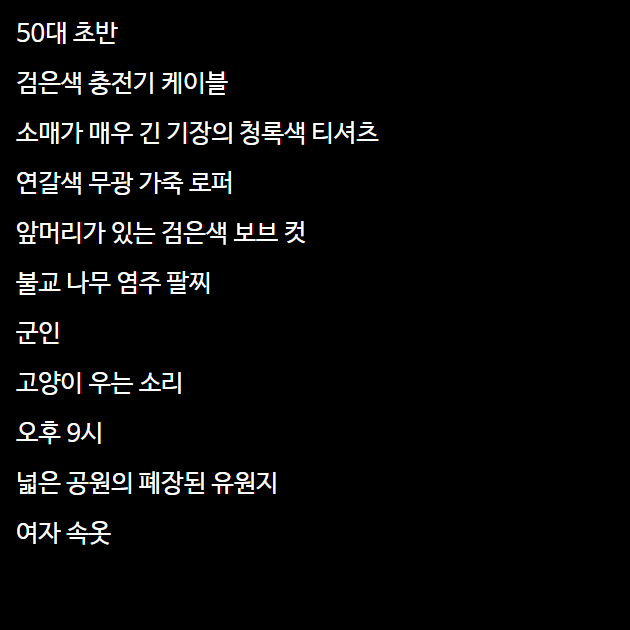 50대 초반
검은색 충전기 케이블
소매가 매우 긴 기장의 청록색 티셔츠
연갈색 무광 가죽 로퍼
앞머리가 있는 검은색 보브 컷
불교 나무 염주 팔찌
군인
고양이 우는 소리
오후 9시
넓은 공원의 폐장된 유원지
여자 속옷